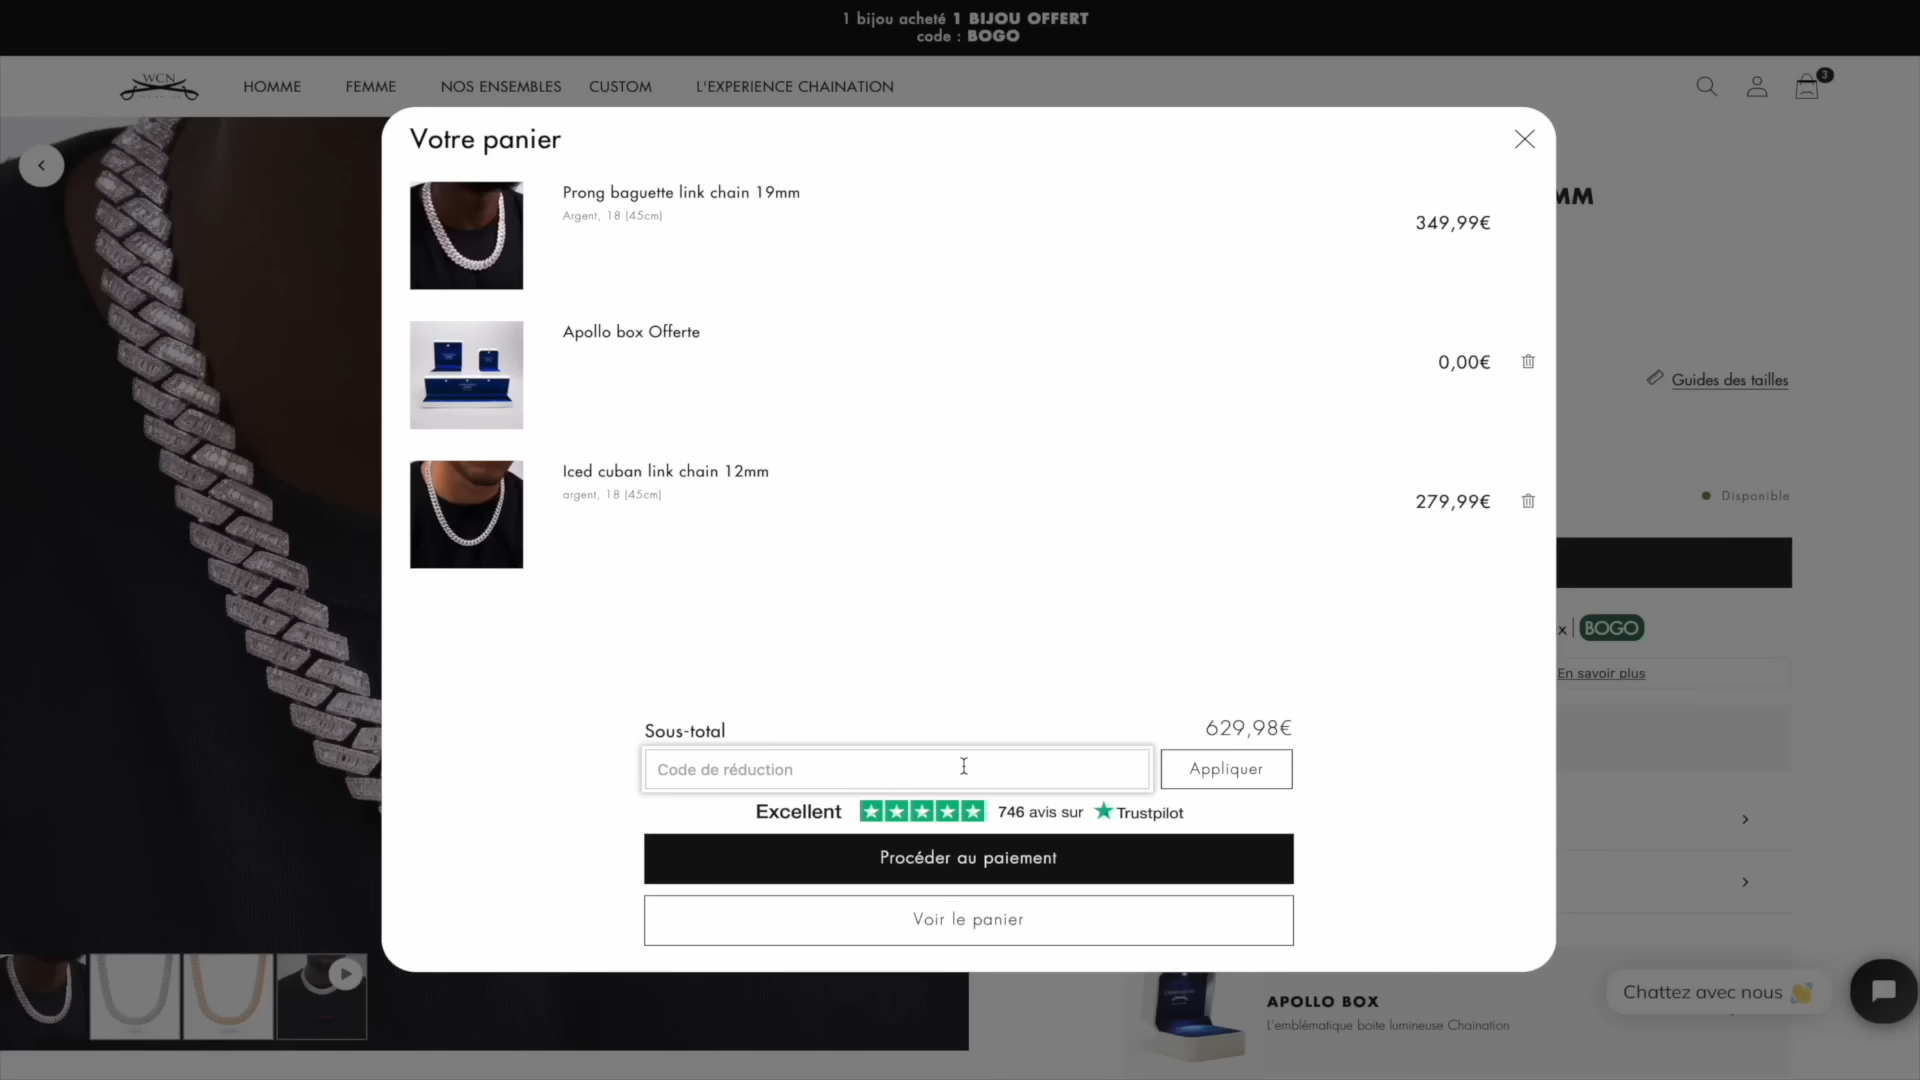 1 bijou acheté 1 BIJOU OFFERT
code : BOGO
WCN
HOMME
FEMME
NOS ENSEMBLES
CUSTOM
L'EXPERIENCE CHAINATION
3
Votre panier
Prong baguette link chain 19mm
Argent, 18 (45cm)
349,99€
Apollo box Offerte
0,00€
Iced cuban link chain 12mm
argent, 18 (45cm)
279,99€
Sous-total
629,98€
Code de réduction
Appliquer
Excellent
746 avis sur
Trustpilot
Procéder au paiement
Voir le panier
MM
Guides des tailles
Disponible
x | BOGO
En savoir plus
APOLLO BOX
L'emblématique boite lumineuse Chaination
Chattez avec nous 👋